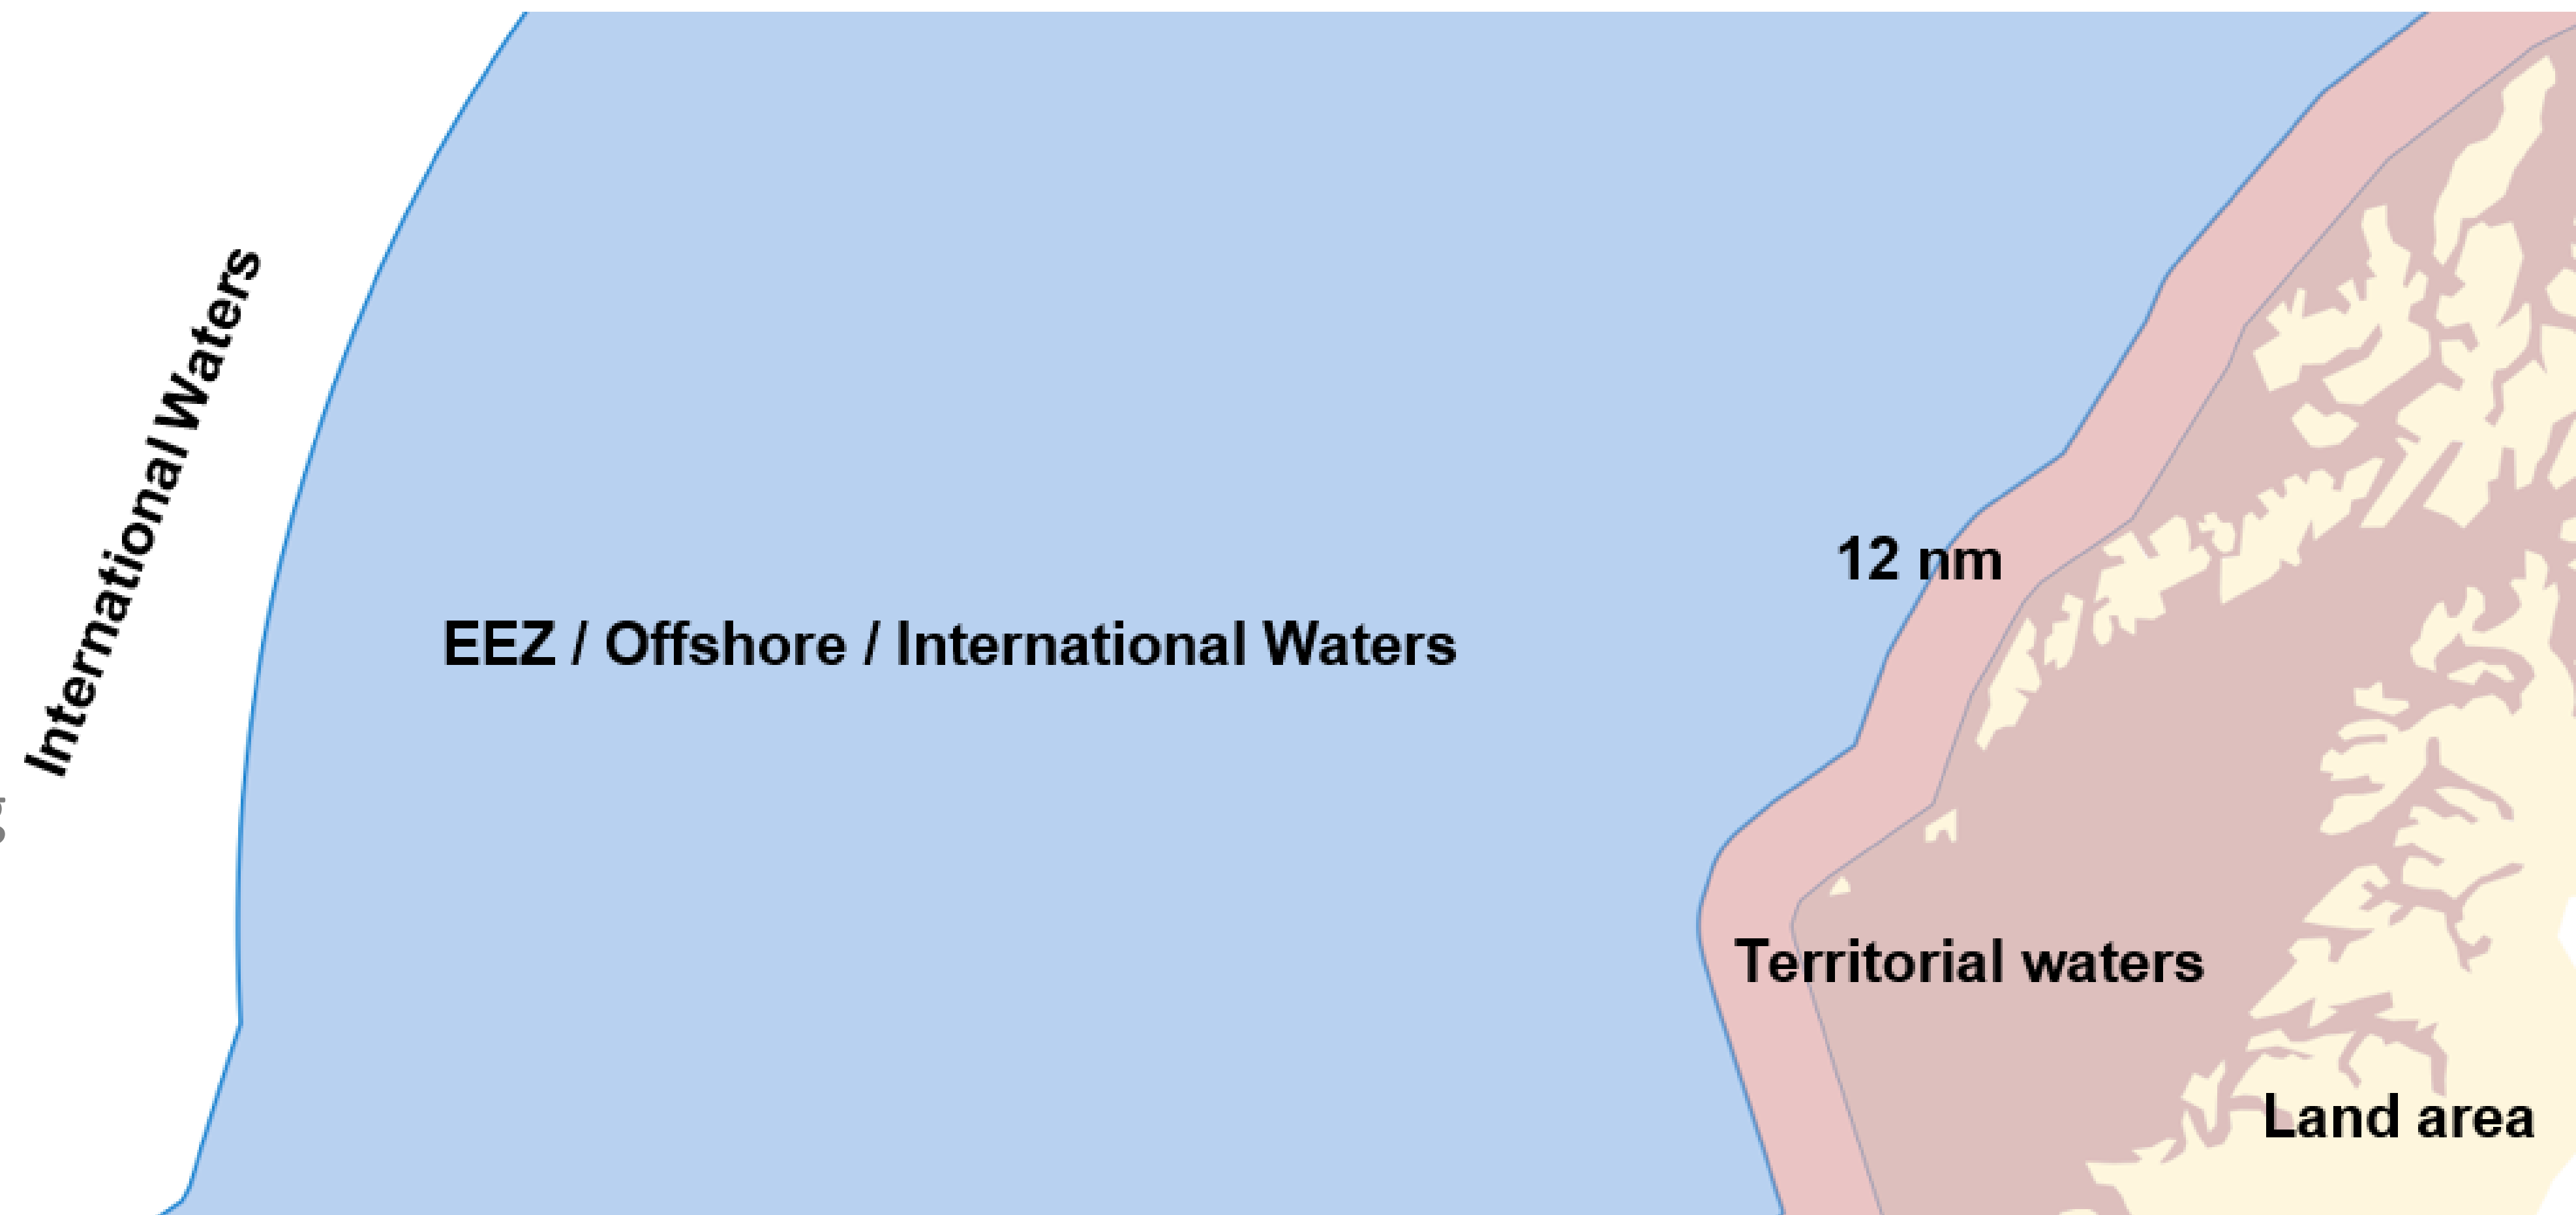 International Waters
EEZ / Offshore / International Waters
12 nm
Territorial waters
Land area